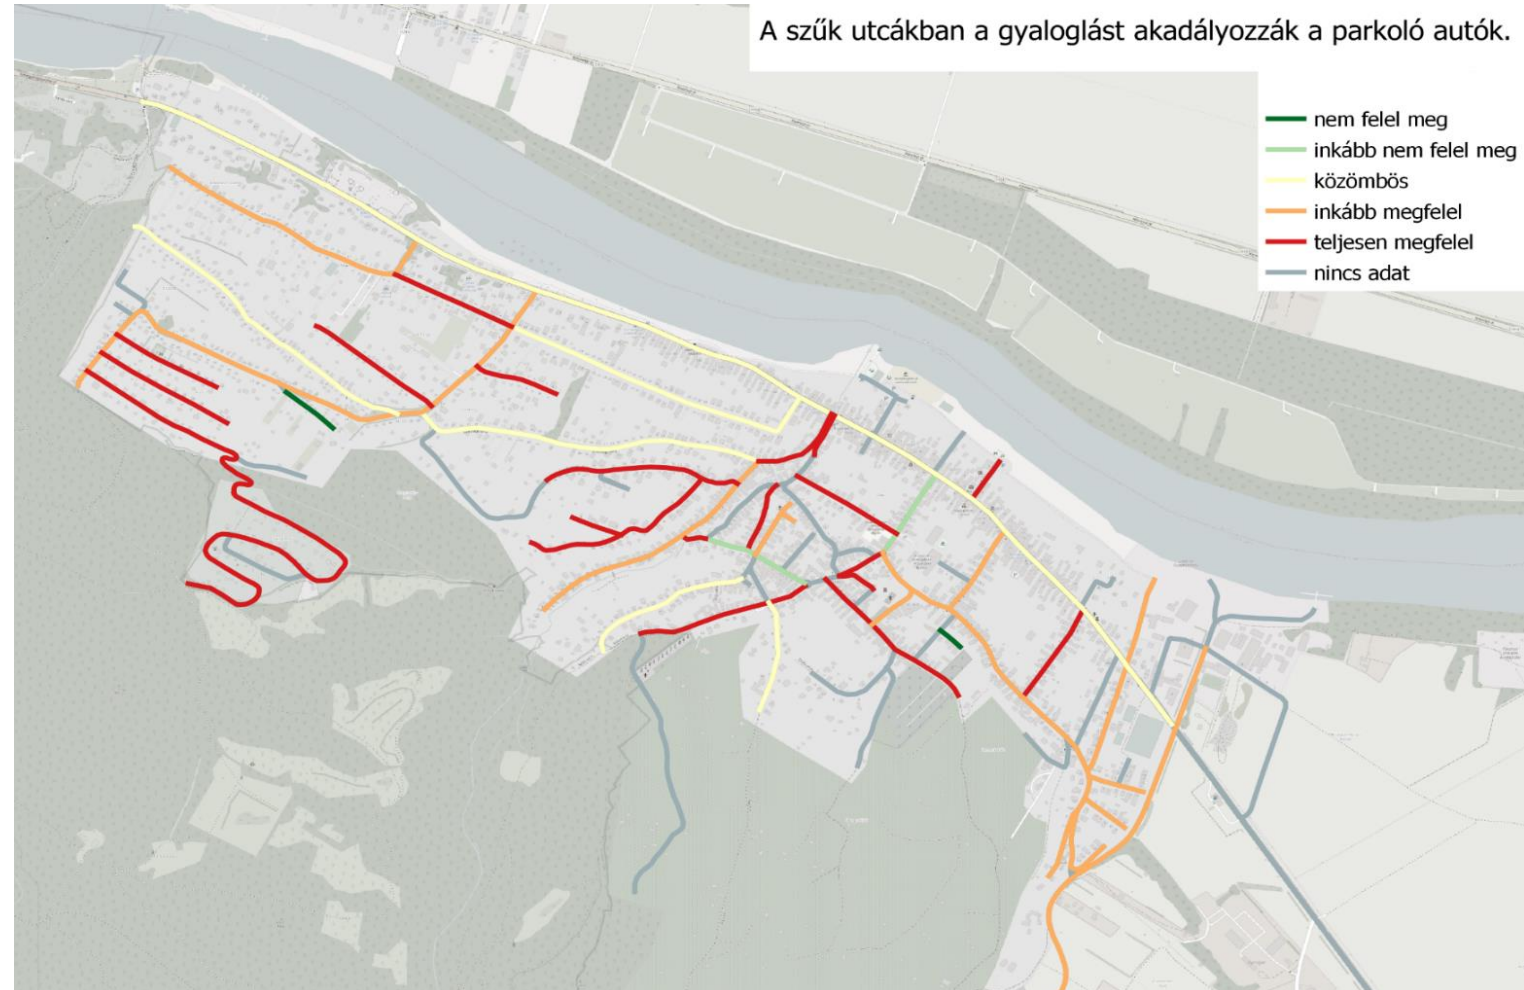 A szűk utcákban a gyaloglást akadályozzák a parkoló autók.
nem felel meg
inkább nem felel meg
közömbös
inkább megfelel
teljesen megfelel
nincs adat